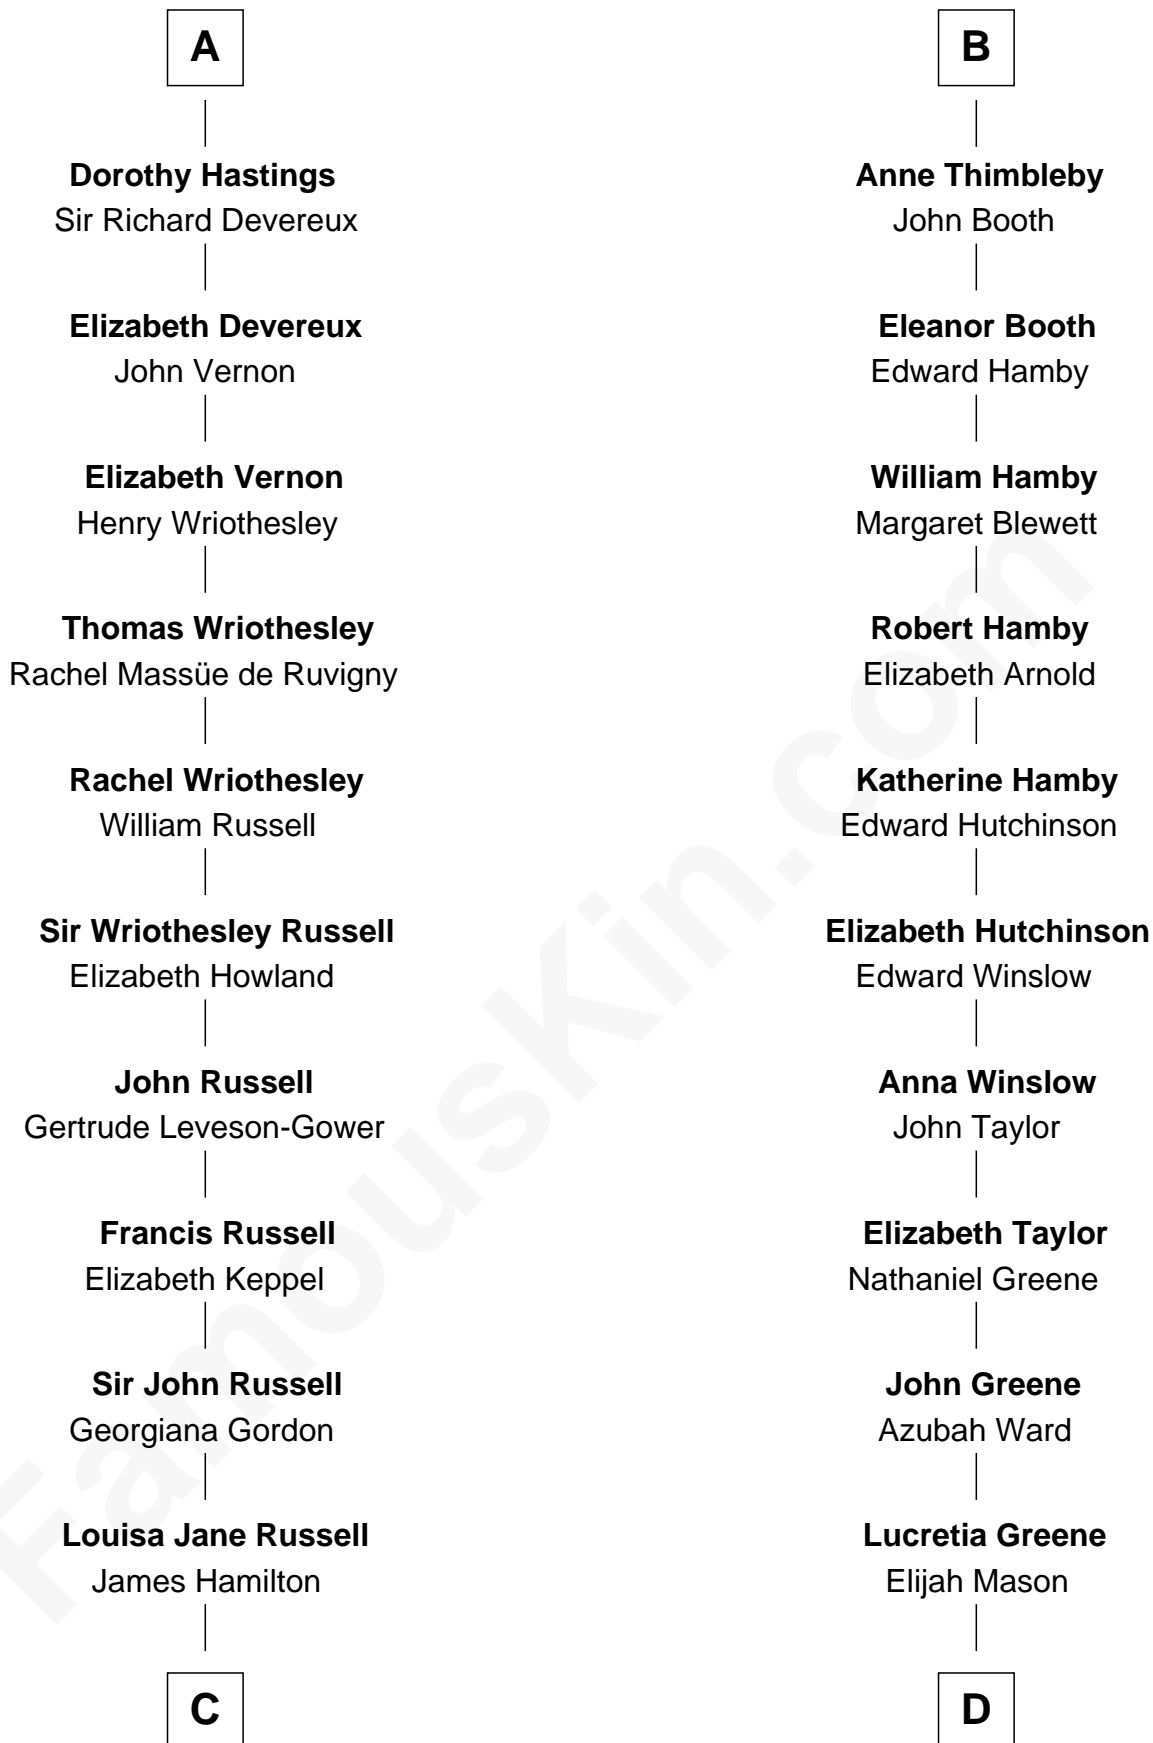 A
Dorothy Hastings
Sir Richard Devereux
Elizabeth Devereux
John Vernon
Elizabeth Vernon
Henry Wriothesley
Thomas Wriothesley
Rachel Massüe de Ruvigny
Rachel Wriothesley
William Russell
Sir Wriothesley Russell
Elizabeth Howland
John Russell
Gertrude Leveson-Gower
Francis Russell
Elizabeth Keppel
Sir John Russell
Georgiana Gordon
Louisa Jane Russell
James Hamilton
C
B
Anne Thimbleby
John Booth
Eleanor Booth
Edward Hamby
William Hamby
Margaret Blewett
Robert Hamby
Elizabeth Arnold
Katherine Hamby
Edward Hutchinson
Elizabeth Hutchinson
Edward Winslow
Anna Winslow
John Taylor
Elizabeth Taylor
Nathaniel Greene
John Greene
Azubah Ward
Lucretia Greene
Elijah Mason
D
FamousKin.com